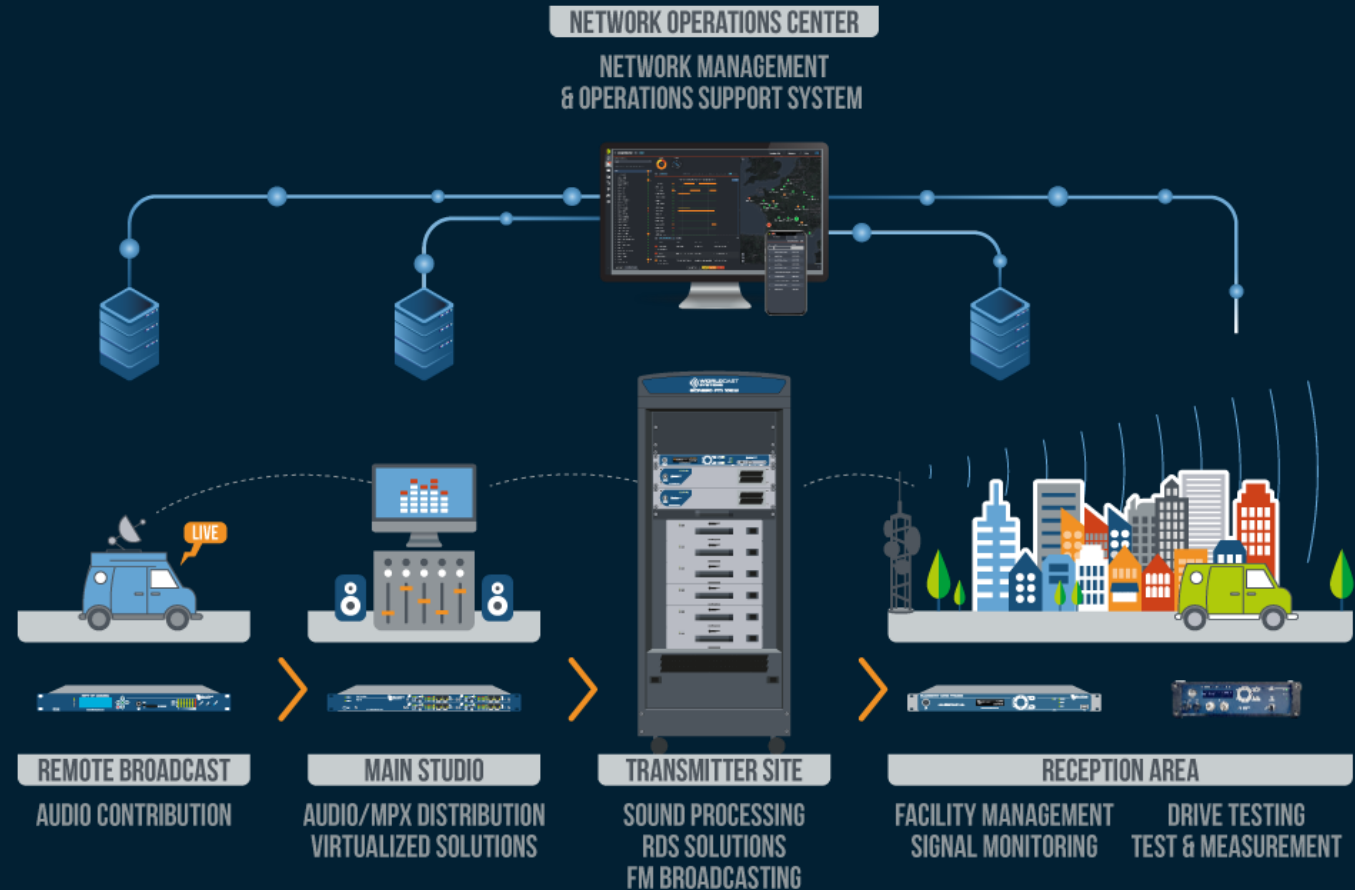 NETWORK OPERATIONS CENTER
NETWORK MANAGEMENT
& OPERATIONS SUPPORT SYSTEM
WORLDCAST
SYSTEMS
LIVE
REMOTE BROADCAST
MAIN STUDIO
TRANSMITTER SITE
RECEPTION AREA
AUDIO CONTRIBUTION
AUDIO/MPX DISTRIBUTION
VIRTUALIZED SOLUTIONS
SOUND PROCESSING
RDS SOLUTIONS
FM BROADCASTING
FACILITY MANAGEMENT
SIGNAL MONITORING
DRIVE TESTING
TEST & MEASUREMENT